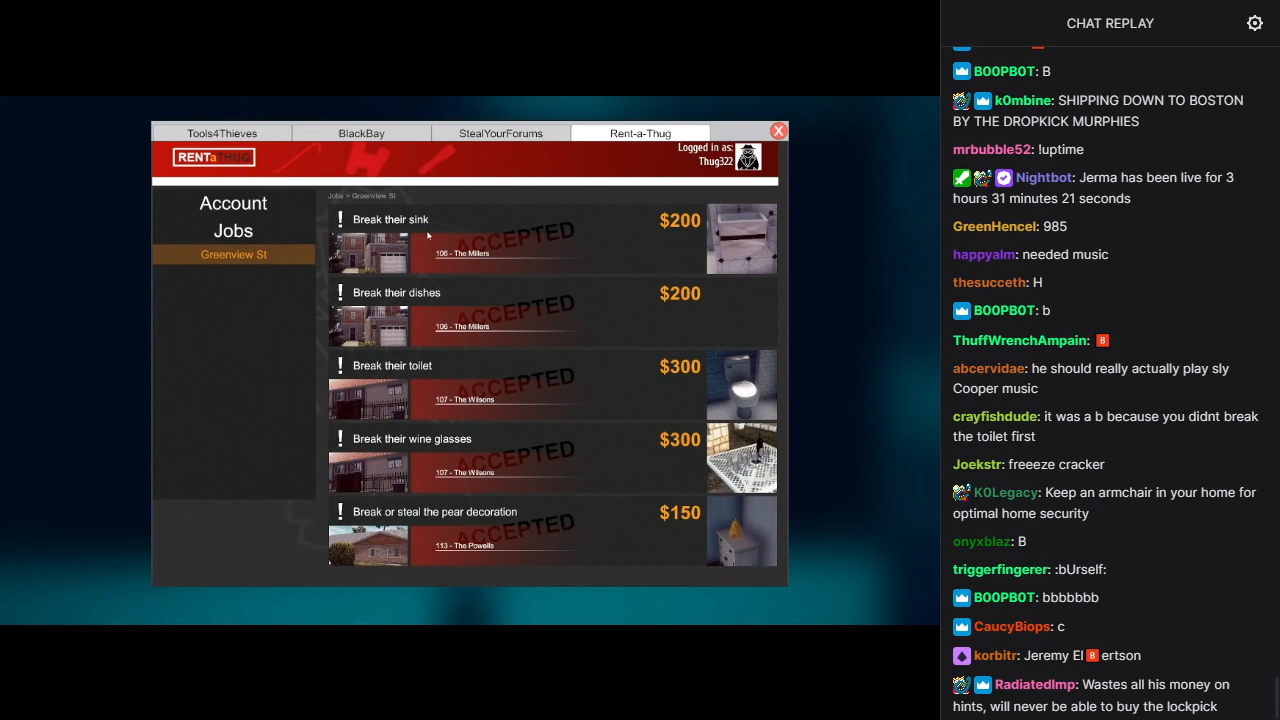 Tools4Thieves
BlackBay
StealYourForums
Rent-a-Thug
X
RENTaTHUG
Logged in as:
Thug322
Account
Jobs
Greenview St
Jobs > Greenview St
! Break their sink
$200
ACCEPTED
106 - The Millers
! Break their dishes
$200
ACCEPTED
106 - The Millers
! Break their toilet
$300
ACCEPTED
107 - The Wilsons
! Break their wine glasses
$300
ACCEPTED
107 - The Wilsons
! Break or steal the pear decoration
$150
ACCEPTED
113 - The Powells
CHAT REPLAY
B00PB0T: B
k0mbine: SHIPPING DOWN TO BOSTON
BY THE DROPKICK MURPHIES
mrbubble52: !uptime
Nightbot: Jerma has been live for 3
hours 31 minutes 21 seconds
GreenHencel: 985
happyalm: needed music
thesucceth: H
B00PB0T: b
ThuffWrenchAmpain: B
abcervidae: he should really actually play sly
Cooper music
crayfishdude: it was a b because you didnt break
the toilet first
Joekstr: freeeze cracker
K0Legacy: Keep an armchair in your home for
optimal home security
onyxblaz: B
triggerfingerer: :bUrself:
B00PB0T: bbbbbbb
CaucyBiops: c
korbitr: Jeremy El B ertson
RadiatedImp: Wastes all his money on
hints, will never be able to buy the lockpick